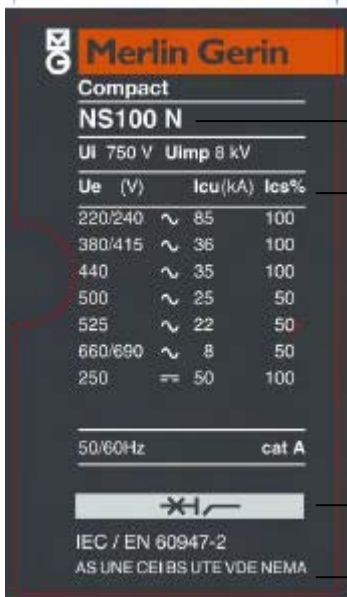 MG Merlin Gerin
Compact
NS100 N
Ui 750 V Uimp 8 kV
Ue (V) Icu(kA) Ics%
220/240 ~ 85 100
380/415 ~ 36 100
440 ~ 35 100
500 ~ 25 50
525 ~ 22 50
660/690 ~ 8 50
250 ⎓ 50 100
50/60Hz cat A
IEC / EN 60947-2
AS UNE CEI BS UTE VDE NEMA